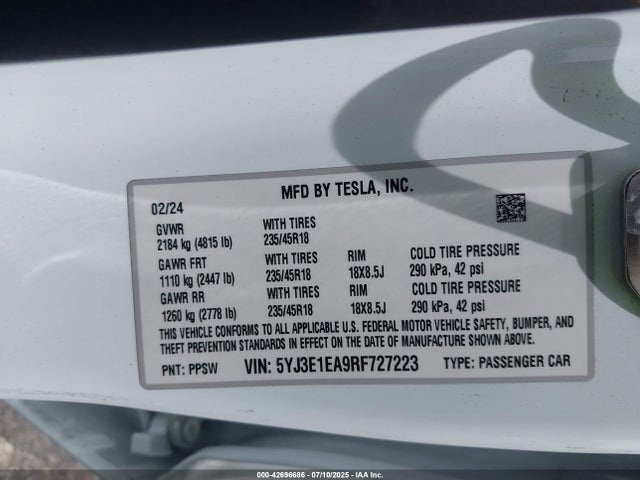 MFD BY TESLA, INC.
02/24
GVWR WITH TIRES
2184 kg (4815 lb) 235/45R18
GAWR FRT WITH TIRES RIM COLD TIRE PRESSURE
1110 kg (2447 lb) 235/45R18 18X8.5J 290 kPa, 42 psi
GAWR RR WITH TIRES RIM COLD TIRE PRESSURE
1260 kg (2778 lb) 235/45R18 18X8.5J 290 kPa, 42 psi
THIS VEHICLE CONFORMS TO ALL APPLICABLE FEDERAL MOTOR VEHICLE SAFETY, BUMPER, AND
THEFT PREVENTION STANDARDS IN EFFECT ON THE DATE OF MANUFACTURE SHOWN ABOVE.
PNT: PPSW VIN: 5YJ3E1EA9RF727223 TYPE: PASSENGER CAR
000-42696686 - 07/10/2025 - IAA Inc.